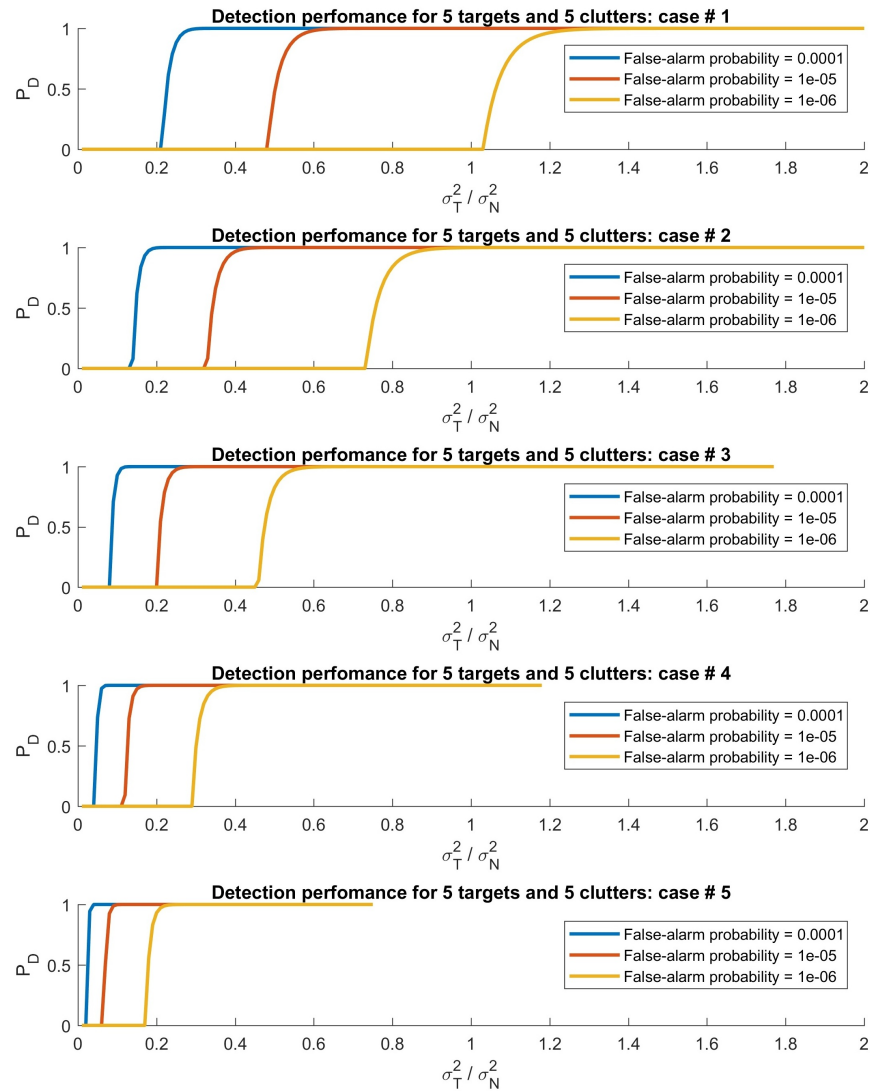 Detection perfomance for 5 targets and 5 clutters: case # 1
1
0.5
0
P_D
False-alarm probability = 0.0001
False-alarm probability = 1e-05
False-alarm probability = 1e-06
0 0.2 0.4 0.6 0.8 1 1.2 1.4 1.6 1.8 2
σ_T^2 / σ_N^2
Detection perfomance for 5 targets and 5 clutters: case # 2
1
0.5
0
P_D
False-alarm probability = 0.0001
False-alarm probability = 1e-05
False-alarm probability = 1e-06
0 0.2 0.4 0.6 0.8 1 1.2 1.4 1.6 1.8 2
σ_T^2 / σ_N^2
Detection perfomance for 5 targets and 5 clutters: case # 3
1
0.5
0
P_D
False-alarm probability = 0.0001
False-alarm probability = 1e-05
False-alarm probability = 1e-06
0 0.2 0.4 0.6 0.8 1 1.2 1.4 1.6 1.8 2
σ_T^2 / σ_N^2
Detection perfomance for 5 targets and 5 clutters: case # 4
1
0.5
0
P_D
False-alarm probability = 0.0001
False-alarm probability = 1e-05
False-alarm probability = 1e-06
0 0.2 0.4 0.6 0.8 1 1.2 1.4 1.6 1.8 2
σ_T^2 / σ_N^2
Detection perfomance for 5 targets and 5 clutters: case # 5
1
0.5
0
P_D
False-alarm probability = 0.0001
False-alarm probability = 1e-05
False-alarm probability = 1e-06
0 0.2 0.4 0.6 0.8 1 1.2 1.4 1.6 1.8 2
σ_T^2 / σ_N^2